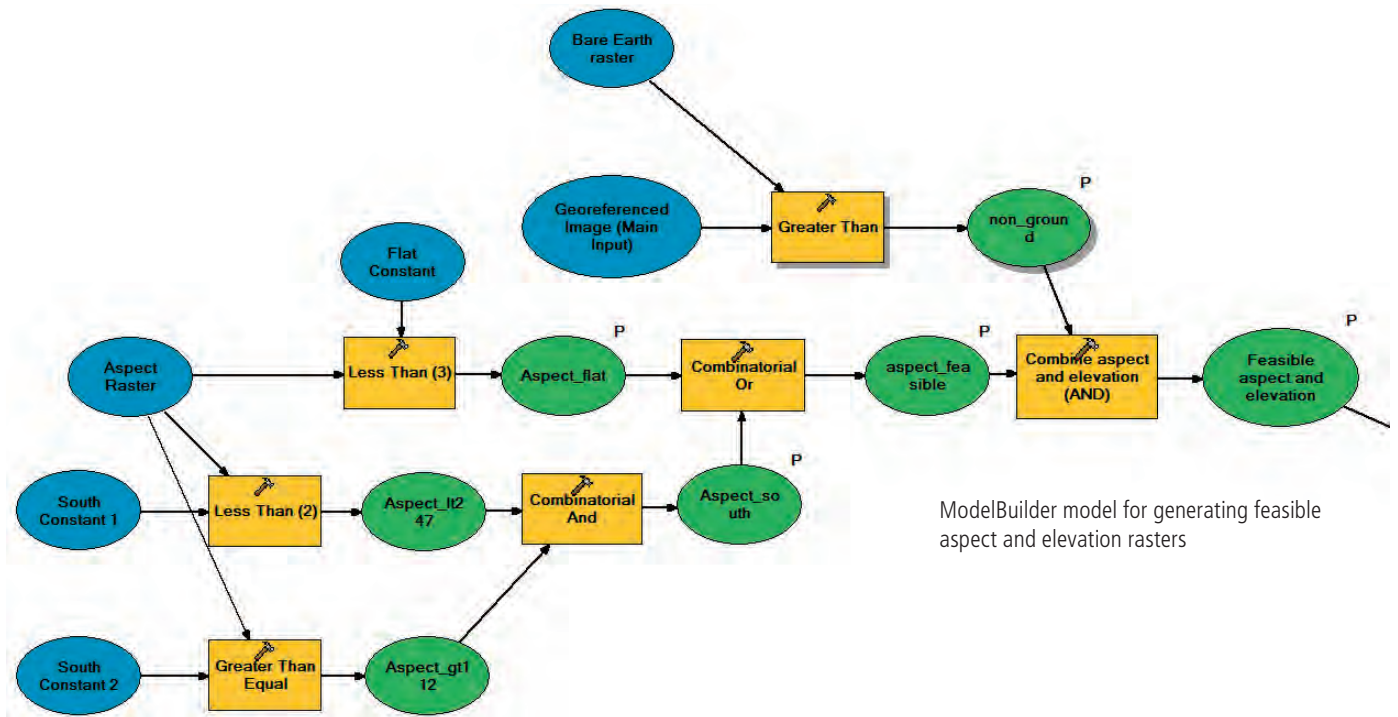 Bare Earth
raster
P
Georeferenced
Image (Main
Input)
Greater Than
non_groun
d
Flat
Constant
P
P
P
Aspect
Raster
Less Than (3)
Aspect_flat
Combinatorial
Or
aspect_fea
sible
Combine aspect
and elevation
(AND)
Feasible
aspect and
elevation
P
South
Constant 1
Less Than (2)
Aspect_lt2
47
Combinatorial
And
Aspect_so
uth
ModelBuilder model for generating feasible
aspect and elevation rasters
South
Constant 2
Greater Than
Equal
Aspect_gt1
12